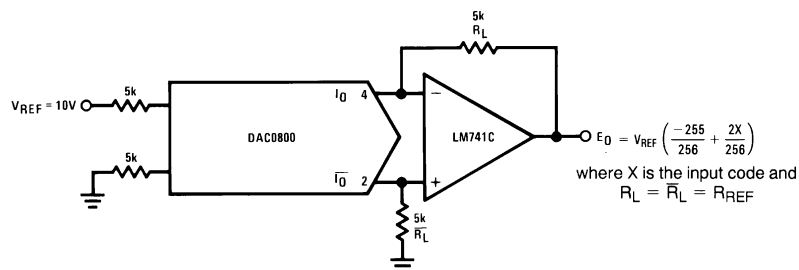 5k
R_L
V_REF = 10V
5k
I_O 4
−
DAC0800
LM741C
E_O = V_REF (−255/256 + 2X/256)
where X is the input code and
R_L = R̅_L = R_REF
5k
I̅_O̅ 2
+
5k
R̅_L̅